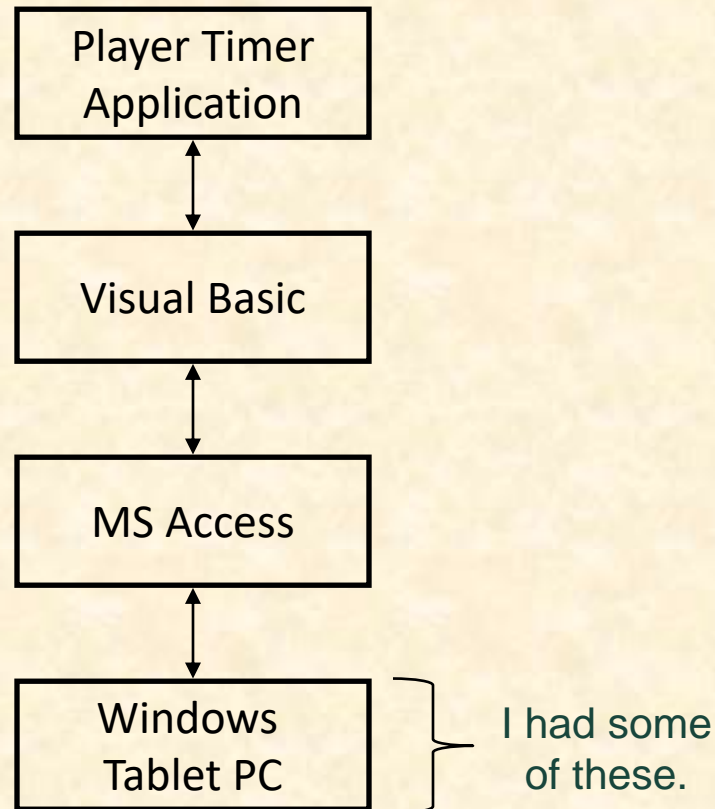 Player Timer
Application
Visual Basic
MS Access
Windows
Tablet PC
I had some
of these.